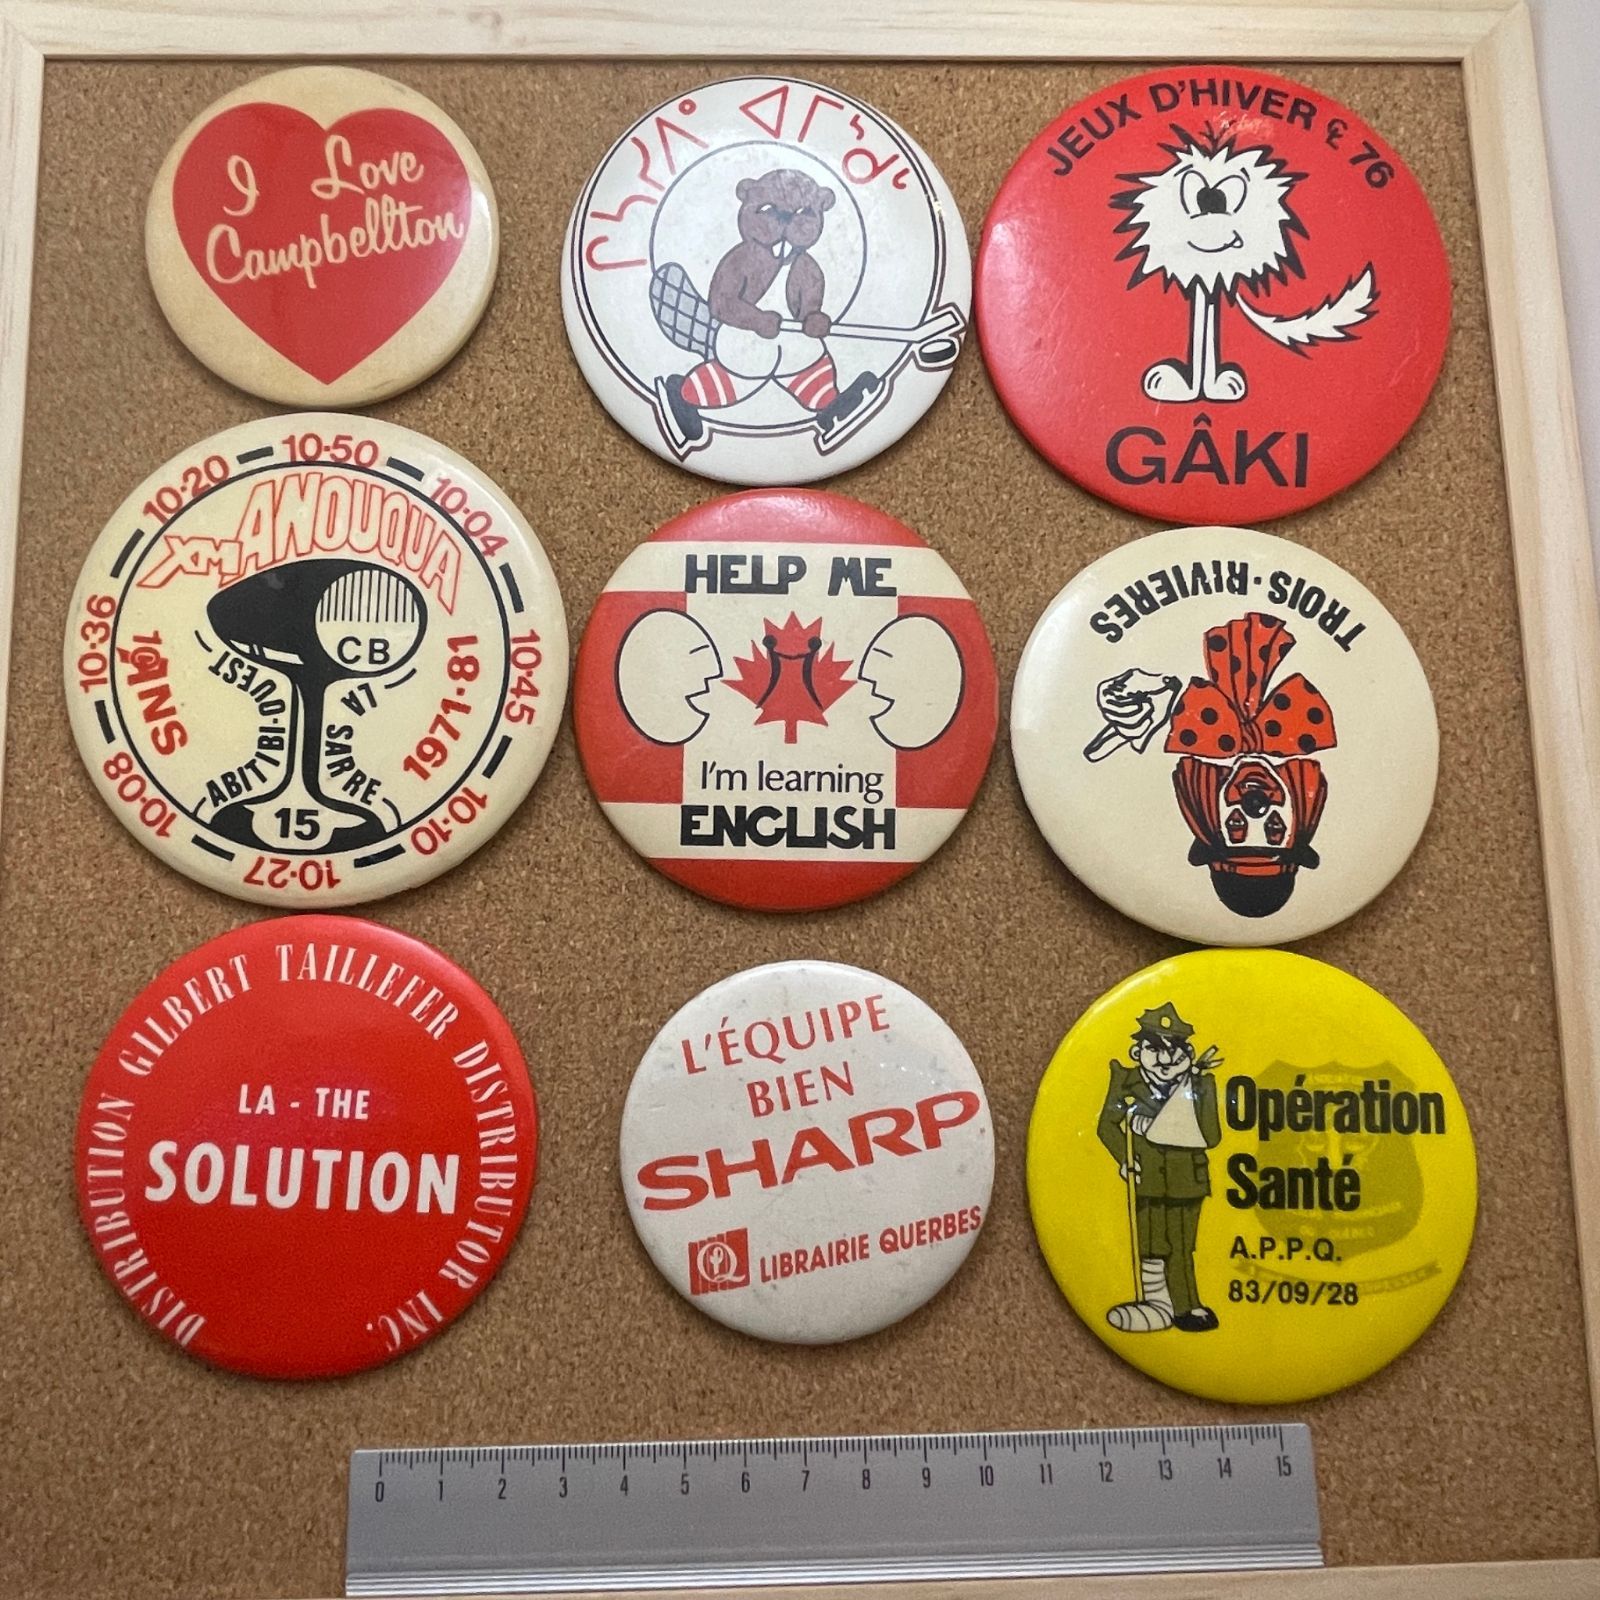 I Love
Campbellton
ᒋᓴᓯᐱᐤ ᐊᒥᔅᑯᒡ
JEUX D'HIVER ℄ 76
GÂKI
10-36 10-20 10-50 10-04 10-45 10-10 10-27 10-08
XM ANOUQUA
CB
10 ANS
1971-81
ABITIBI-OUEST
LA SARRE
15
HELP ME
I'm learning
ENGLISH
TROIS-RIVIERES
DISTRIBUTION GILBERT TAILLEFER DISTRIBUTOR INC.
LA - THE
SOLUTION
L'ÉQUIPE
BIEN
SHARP
Q LIBRAIRIE QUERBES
Opération
Santé
A.P.P.Q.
83/09/28
0 1 2 3 4 5 6 7 8 9 10 11 12 13 14 15